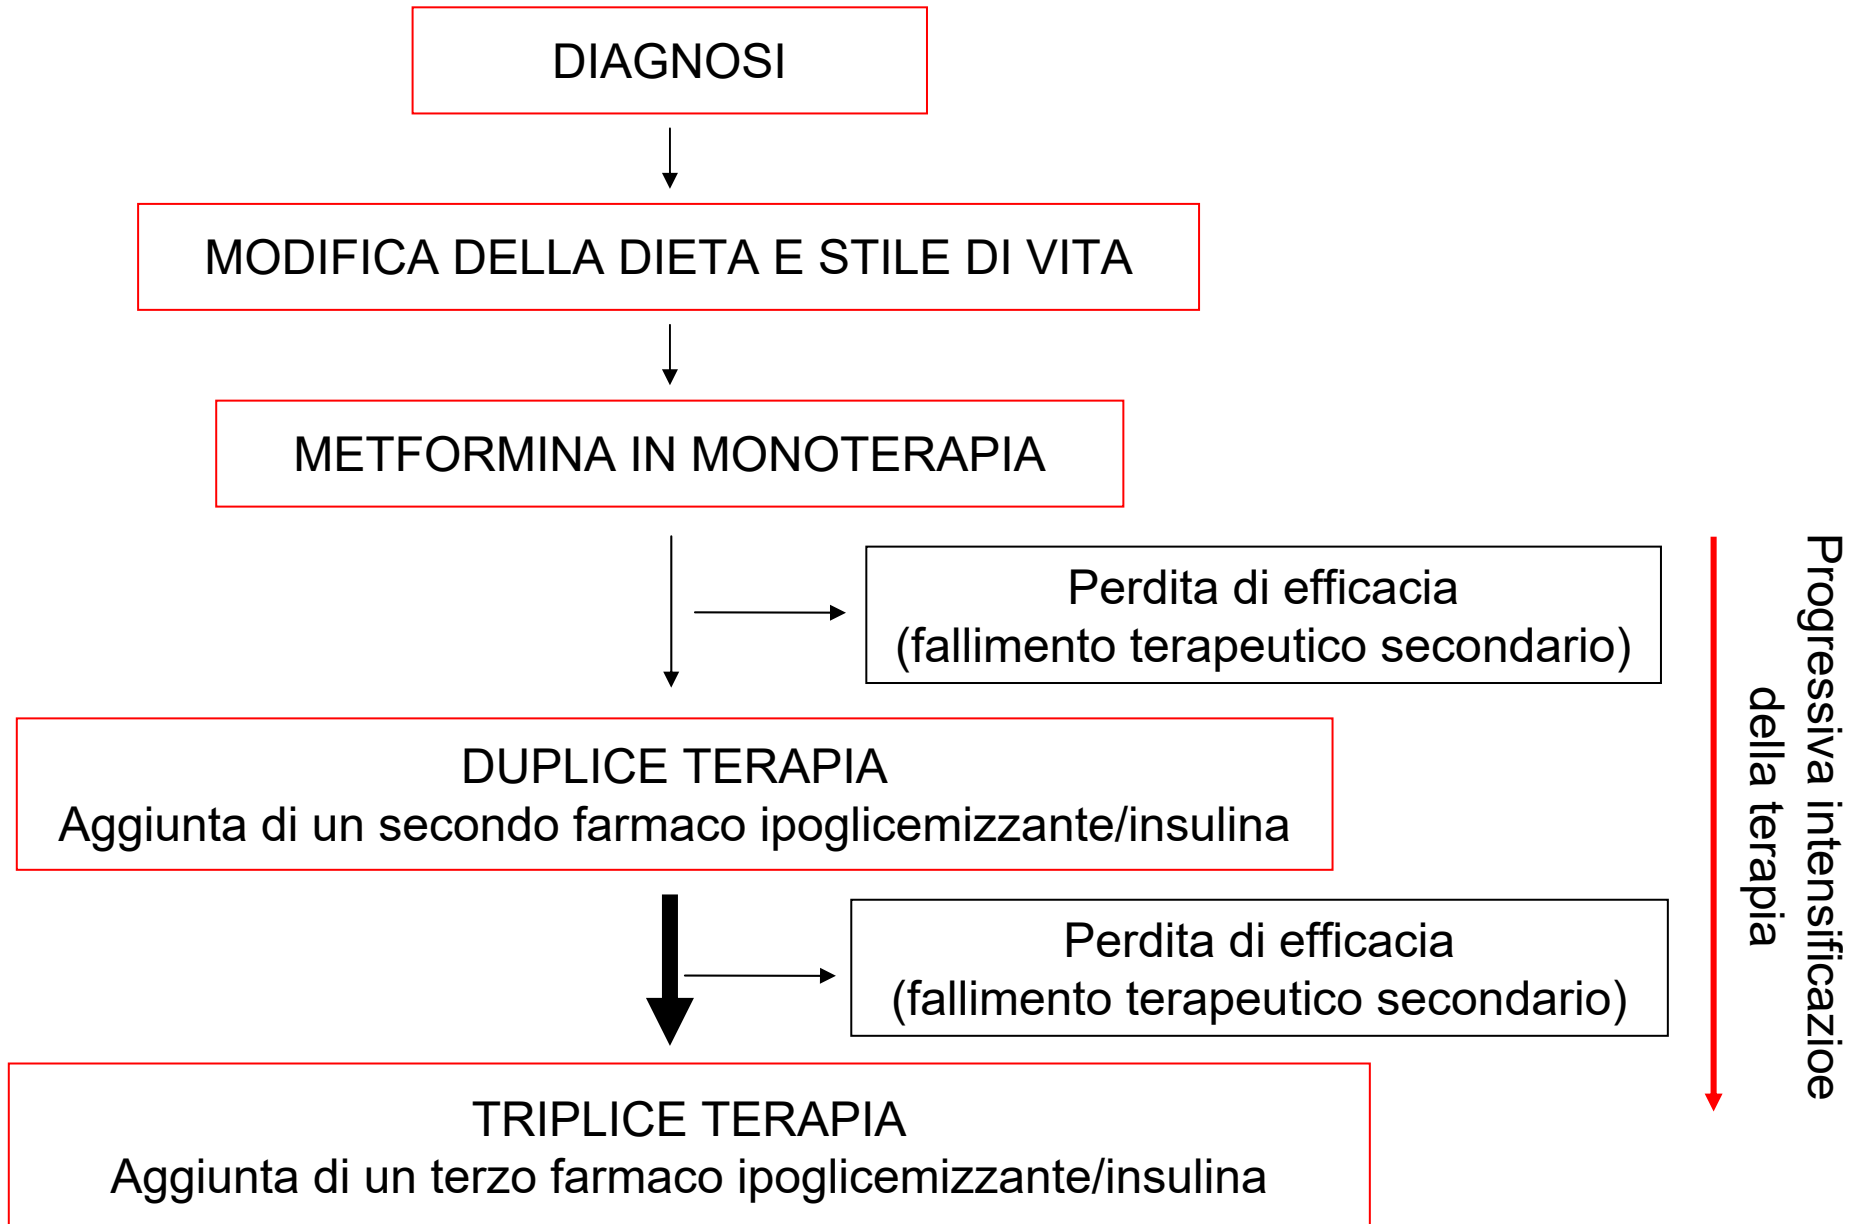 DIAGNOSI
MODIFICA DELLA DIETA E STILE DI VITA
METFORMINA IN MONOTERAPIA
Perdita di efficacia
(fallimento terapeutico secondario)
DUPLICE TERAPIA
Aggiunta di un secondo farmaco ipoglicemizzante/insulina
Perdita di efficacia
(fallimento terapeutico secondario)
TRIPLICE TERAPIA
Aggiunta di un terzo farmaco ipoglicemizzante/insulina
Progressiva intensificazioe
della terapia